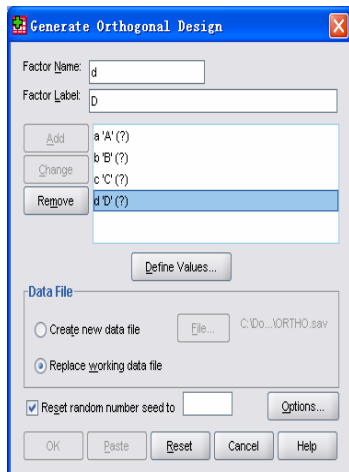 Generate Orthogonal Design
Factor Name: d
Factor Label: D
Add
Change
Remove
a 'A' (?)
b 'B' (?)
c 'C' (?)
d 'D' (?)
Define Values...
Data File
Create new data file
File...
C:\Do...\ORTHO.sav
Replace working data file
Reset random number seed to
Options...
OK
Paste
Reset
Cancel
Help